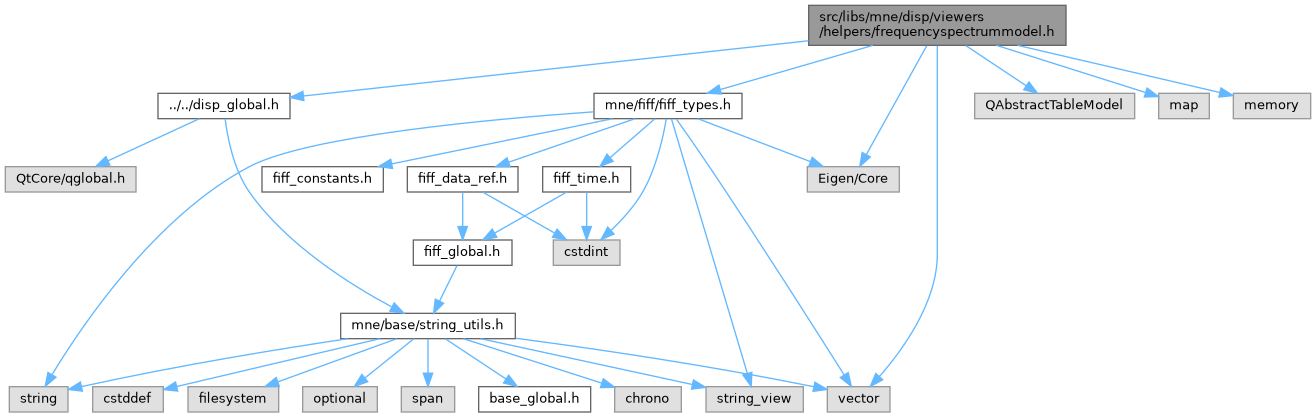 src/libs/mne/disp/viewers
/helpers/frequencyspectrummodel.h
../../disp_global.h
mne/fiff/fiff_types.h
QAbstractTableModel
map
memory
QtCore/qglobal.h
fiff_constants.h
fiff_data_ref.h
fiff_time.h
Eigen/Core
fiff_global.h
cstdint
mne/base/string_utils.h
string
cstddef
filesystem
optional
span
base_global.h
chrono
string_view
vector